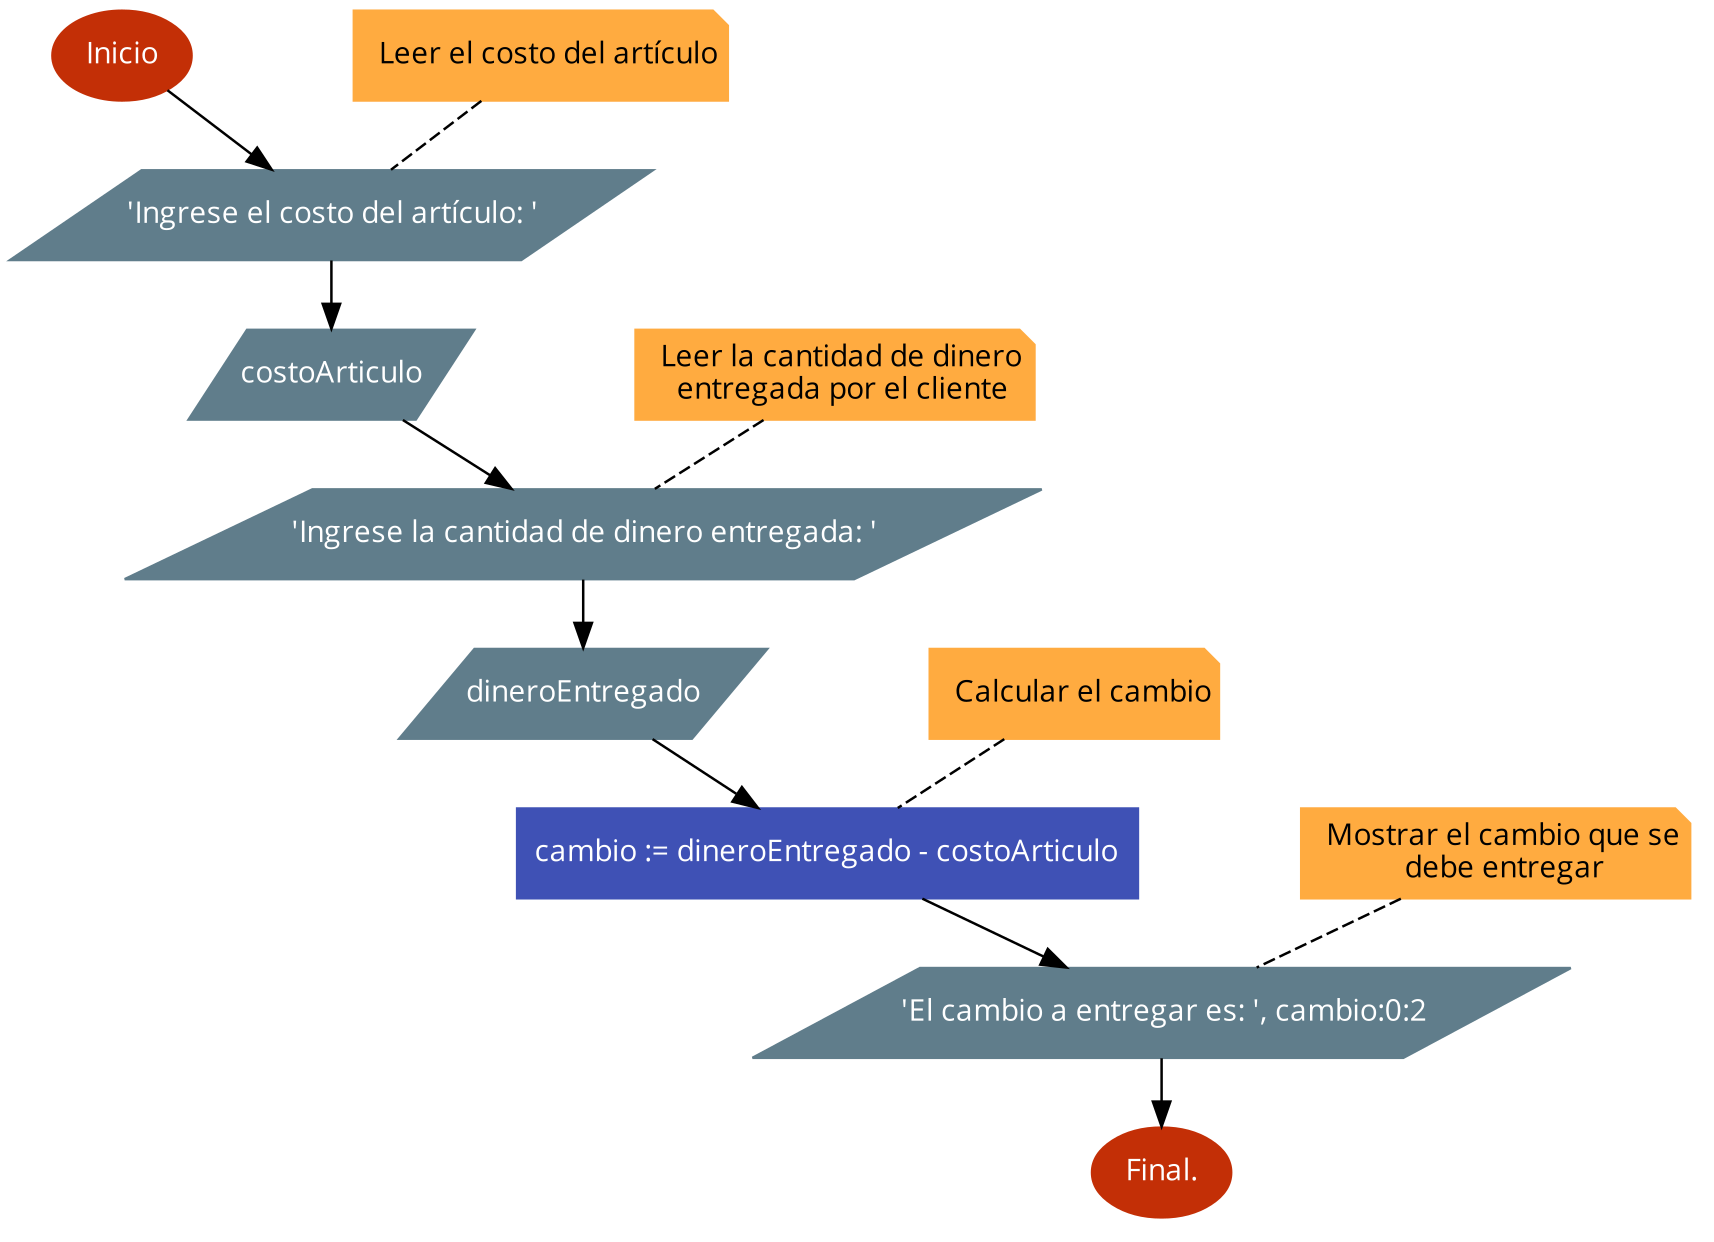 Inicio
Leer el costo del artículo
'Ingrese el costo del artículo: '
costoArticulo
Leer la cantidad de dinero
entregada por el cliente
'Ingrese la cantidad de dinero entregada: '
dineroEntregado
Calcular el cambio
cambio := dineroEntregado - costoArticulo
Mostrar el cambio que se
debe entregar
'El cambio a entregar es: ', cambio:0:2
Final.